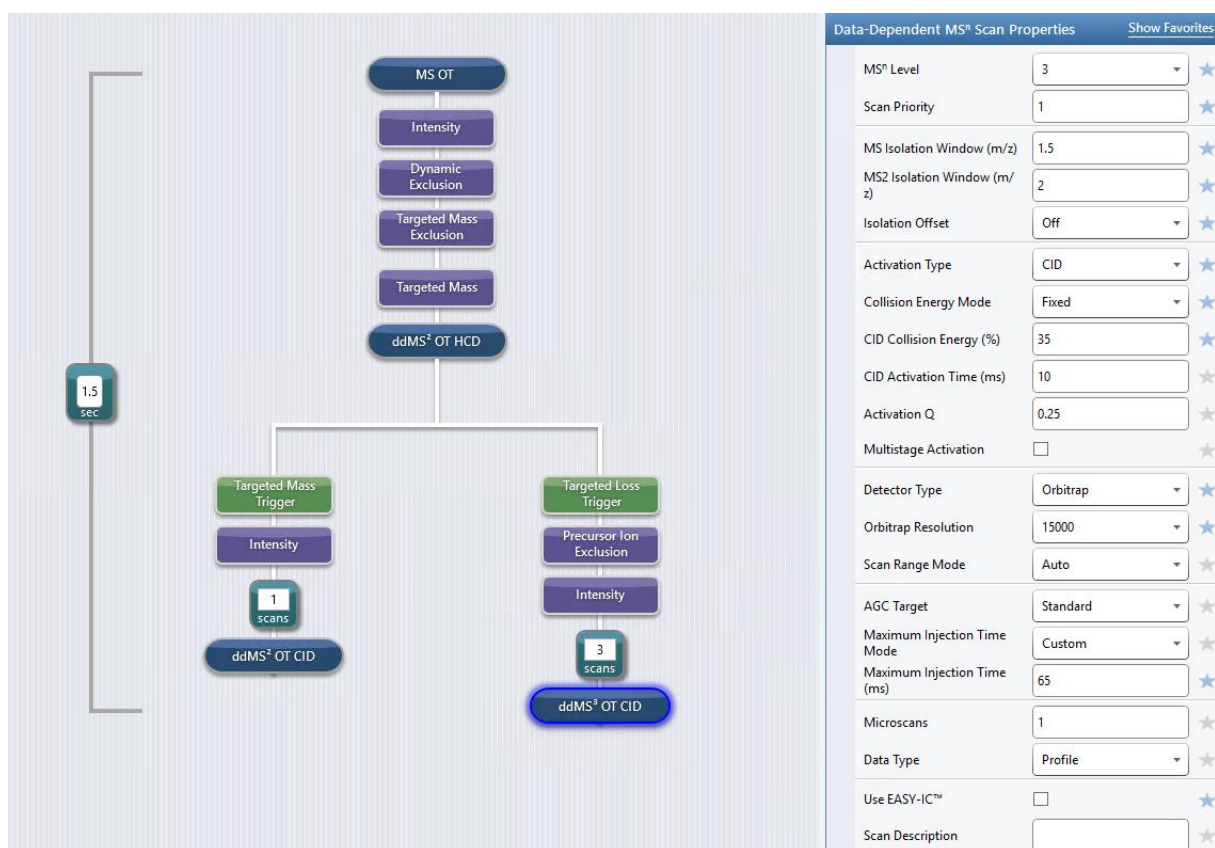 MS OT
Intensity
Dynamic
Exclusion
Targeted Mass
Exclusion
Targeted Mass
ddMS² OT HCD
1.5
sec
Targeted Mass
Trigger
Intensity
1
scans
ddMS² OT CID
Targeted Loss
Trigger
Precursor Ion
Exclusion
Intensity
3
scans
ddMS³ OT CID
Data-Dependent MSⁿ Scan Properties Show Favorites
MSⁿ Level 3
Scan Priority 1
MS Isolation Window (m/z) 1.5
MS2 Isolation Window (m/
z) 2
Isolation Offset Off
Activation Type CID
Collision Energy Mode Fixed
CID Collision Energy (%) 35
CID Activation Time (ms) 10
Activation Q 0.25
Multistage Activation
Detector Type Orbitrap
Orbitrap Resolution 15000
Scan Range Mode Auto
AGC Target Standard
Maximum Injection Time
Mode Custom
Maximum Injection Time
(ms) 65
Microscans 1
Data Type Profile
Use EASY-IC™
Scan Description